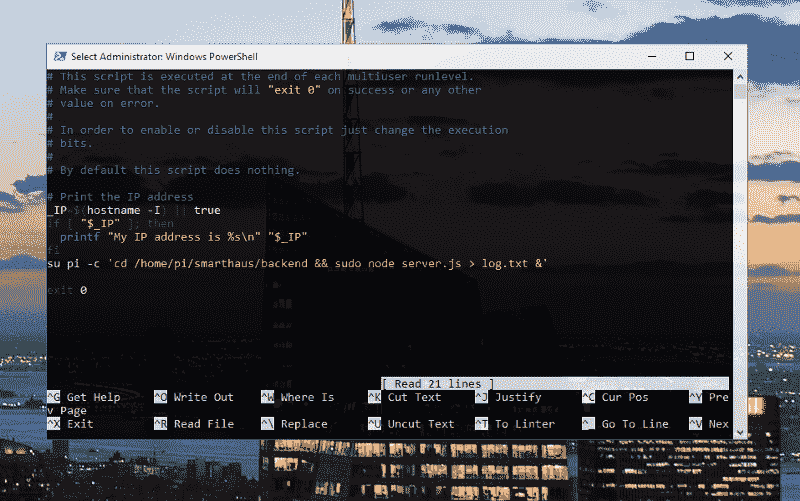 Select Administrator: Windows PowerShell
# This script is executed at the end of each multiuser runlevel.
# Make sure that the script will "exit 0" on success or any other
# value on error.
#
# In order to enable or disable this script just change the execution
# bits.
#
# By default this script does nothing.
# Print the IP address
_IP=$(hostname -I) || true
if [ "$_IP" ]; then
printf "My IP address is %s\n" "$_IP"
fi
su pi -c 'cd /home/pi/smarthaus/backend && sudo node server.js > log.txt &'
exit 0
[ Read 21 lines ]
^G Get Help ^O Write Out ^W Where Is ^K Cut Text ^J Justify ^C Cur Pos ^Y Pre
v Page
^X Exit ^R Read File ^\ Replace ^U Uncut Text ^T To Linter ^_ Go To Line ^V Nex